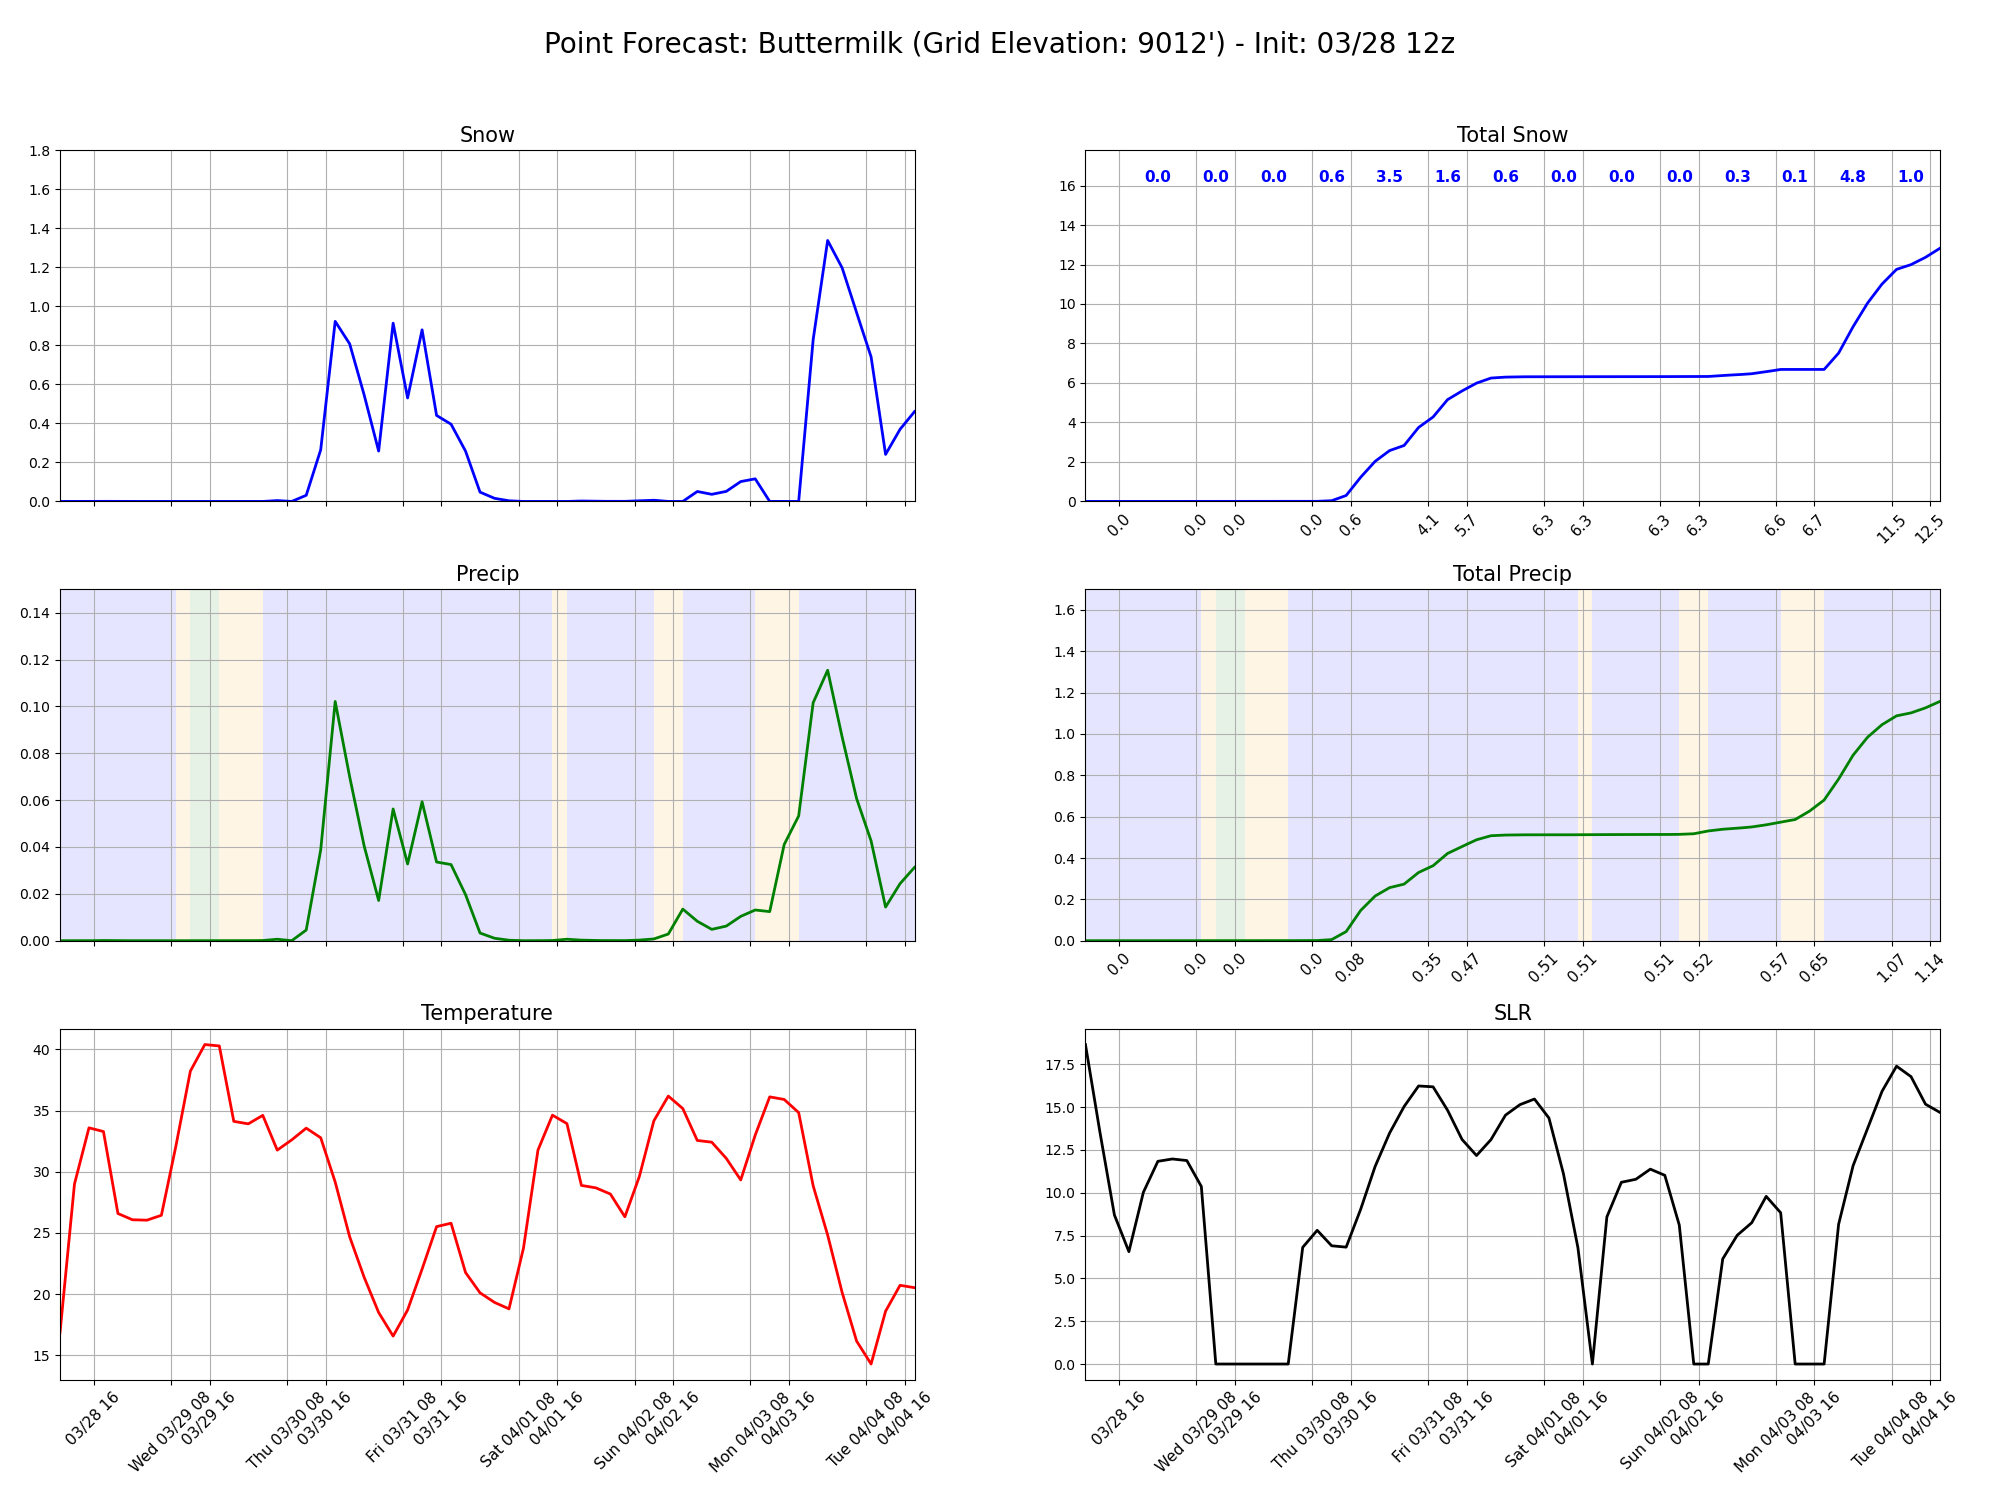 Point Forecast: Buttermilk (Grid Elevation: 9012') - Init: 03/28 12z
Snow
1.8
1.6
1.4
1.2
1.0
0.8
0.6
0.4
0.2
0.0
Total Snow
0.0 0.0 0.0 0.6 3.5 1.6 0.6 0.0 0.0 0.0 0.3 0.1 4.8 1.0
16
14
12
10
8
6
4
2
0
0.0 0.0 0.0 0.0 0.6 4.1 5.7 6.3 6.3 6.3 6.3 6.6 6.7 11.5 12.5
Precip
0.14
0.12
0.10
0.08
0.06
0.04
0.02
0.00
Total Precip
1.6
1.4
1.2
1.0
0.8
0.6
0.4
0.2
0.0
0.0 0.0 0.0 0.0 0.08 0.35 0.47 0.51 0.51 0.51 0.52 0.57 0.65 1.07 1.14
Temperature
40
35
30
25
20
15
03/28 16
Wed 03/29 08
03/29 16
Thu 03/30 08
03/30 16
Fri 03/31 08
03/31 16
Sat 04/01 08
04/01 16
Sun 04/02 08
04/02 16
Mon 04/03 08
04/03 16
Tue 04/04 08
04/04 16
SLR
17.5
15.0
12.5
10.0
7.5
5.0
2.5
0.0
03/28 16
Wed 03/29 08
03/29 16
Thu 03/30 08
03/30 16
Fri 03/31 08
03/31 16
Sat 04/01 08
04/01 16
Sun 04/02 08
04/02 16
Mon 04/03 08
04/03 16
Tue 04/04 08
04/04 16